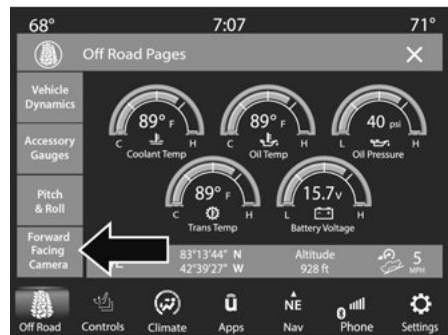 68° 7:07 71°
Off Road Pages
Vehicle
Dynamics
Accessory
Gauges
Pitch
& Roll
Forward
Facing
Camera
89° F
C H
Coolant Temp
89° F
C H
Oil Temp
40 psi
L H
Oil Pressure
89° F
C H
Trans Temp
15.7v
L H
Battery Voltage
83°13'44" N
42°39'27" W
Altitude
928 ft
5
MPH
Off Road
Controls
Climate
ū
Apps
NE
Nav
Phone
Settings